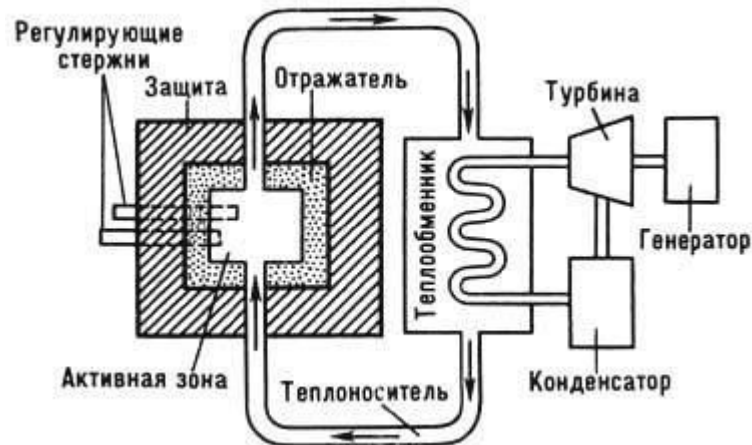 Регулирующие
стержни
Защита
Отражатель
Турбина
Теплообменник
Генератор
Активная зона
Теплоноситель
Конденсатор